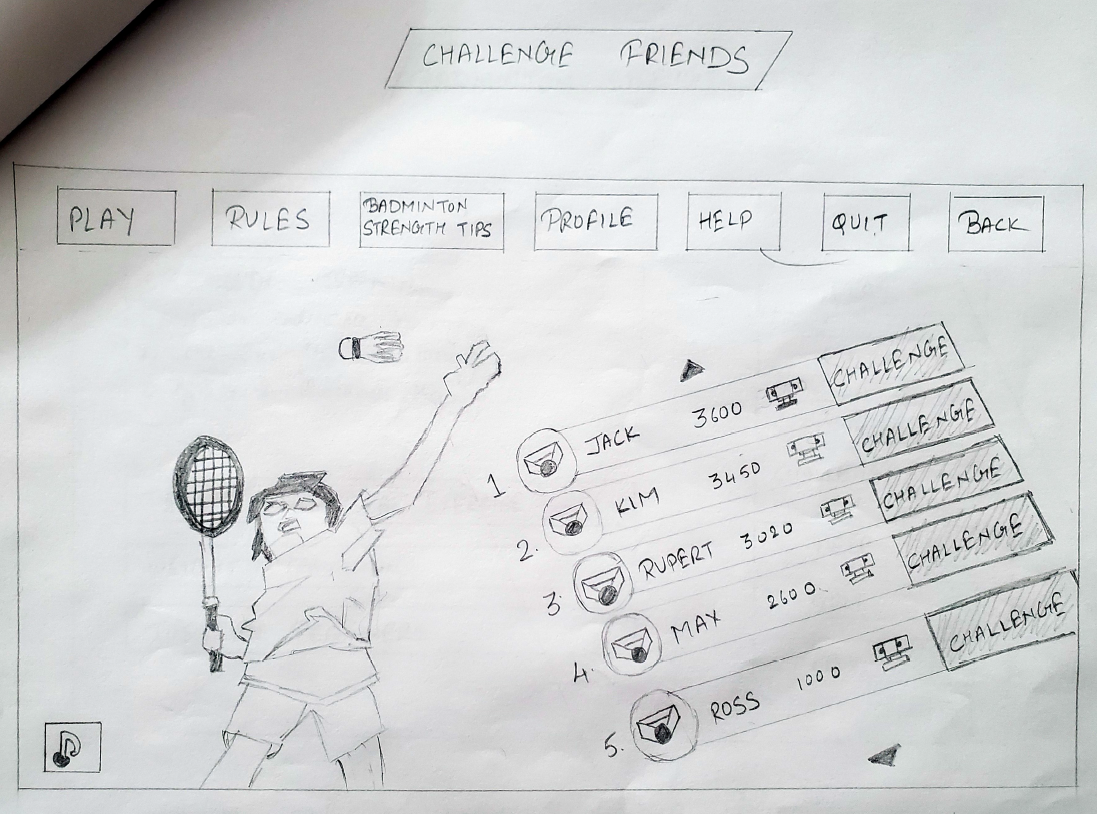 CHALLENGE FRIENDS
PLAY
RULES
BADMINTON
STRENGTH TIPS
PROFILE
HELP
QUIT
BACK
1 JACK 3600 CHALLENGE
2. KIM 3450 CHALLENGE
3. RUPERT 3020 CHALLENGE
4. MAX 2600 CHALLENGE
5. ROSS 1000 CHALLENGE